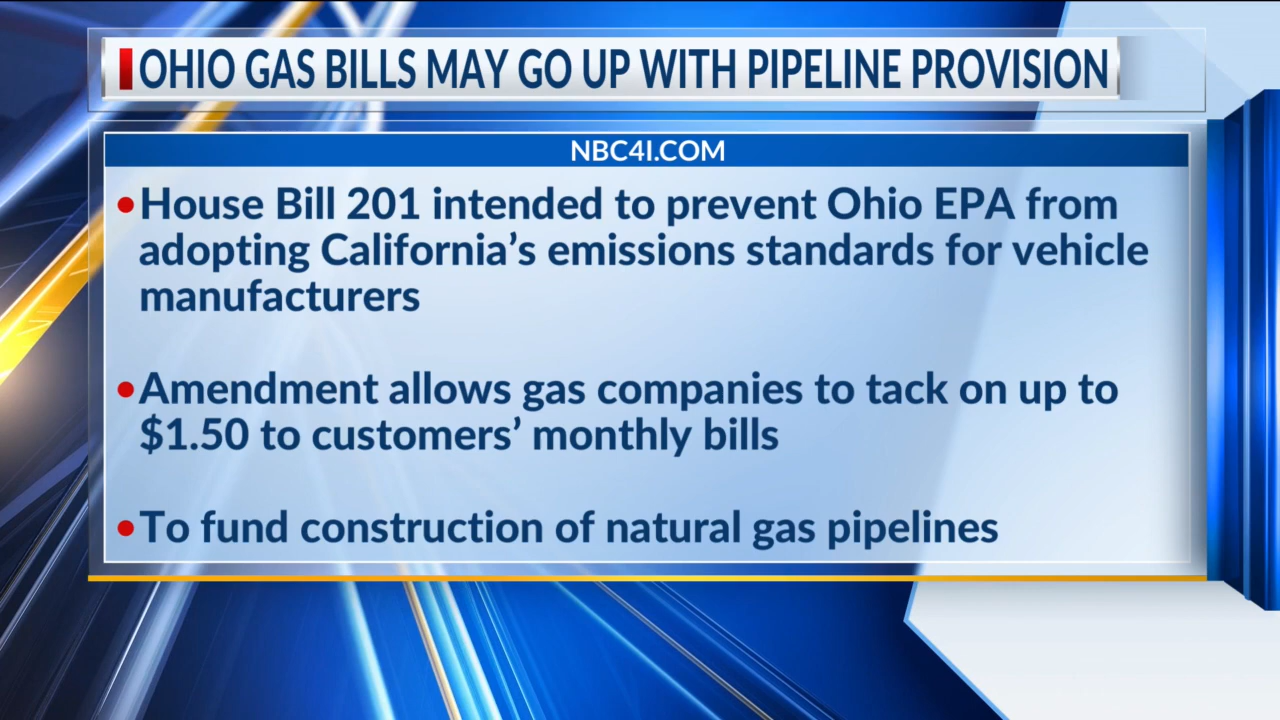 OHIO GAS BILLS MAY GO UP WITH PIPELINE PROVISION
NBC4I.COM
•House Bill 201 intended to prevent Ohio EPA from
adopting California’s emissions standards for vehicle
manufacturers
•Amendment allows gas companies to tack on up to
$1.50 to customers’ monthly bills
•To fund construction of natural gas pipelines